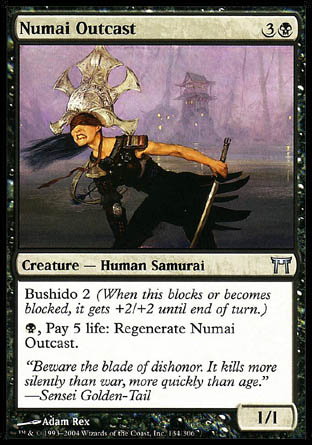 Numai Outcast 3
Creature — Human Samurai
Bushido 2 (When this blocks or becomes
blocked, it gets +2/+2 until end of turn.)
, Pay 5 life: Regenerate Numai
Outcast.
“Beware the blade of dishonor. It kills more
silently than war, more quickly than age.”
—Sensei Golden-Tail
Adam Rex
™ & © 1993–2004 Wizards of the Coast, Inc. 134/306
1/1